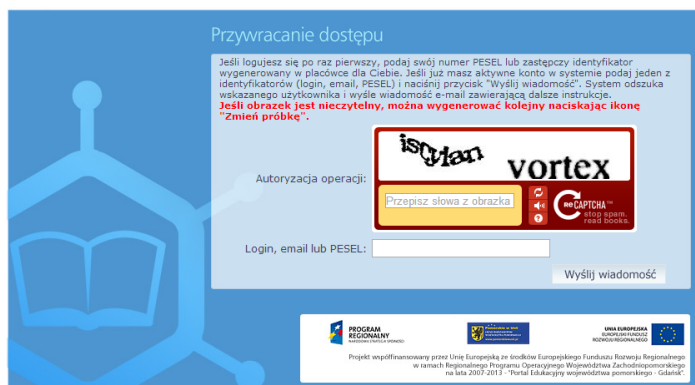 Przywracanie dostępu
Jeśli logujesz się po raz pierwszy, podaj swój numer PESEL lub zastępczy identyfikator
wygenerowany w placówce dla Ciebie. Jeśli już masz aktywne konto w systemie podaj jeden z
identyfikatorów (login, email, PESEL) i naciśnij przycisk "Wyślij wiadomość". System odszuka
wskazanego użytkownika i wyśle wiadomość e-mail zawierającą dalsze instrukcje.
Jeśli obrazek jest nieczytelny, można wygenerować kolejny naciskając ikonę
"Zmień próbkę".
vortex
Autoryzacja operacji:
Przepisz słowa z obrazka
reCAPTCHA™
stop spam.
read books.
Login, email lub PESEL:
Wyślij wiadomość
PROGRAM
REGIONALNY
NARODOWA STRATEGIA SPÓJNOŚCI
UNIA EUROPEJSKA
EUROPEJSKI FUNDUSZ
ROZWOJU REGIONALNEGO
Projekt współfinansowany przez Unię Europejską ze środków Europejskiego Funduszu Rozwoju Regionalnego
w ramach Regionalnego Programu Operacyjnego Województwa Zachodniopomorskiego
na lata 2007-2013 - "Portal Edukacyjny województwa pomorskiego - Gdańsk".